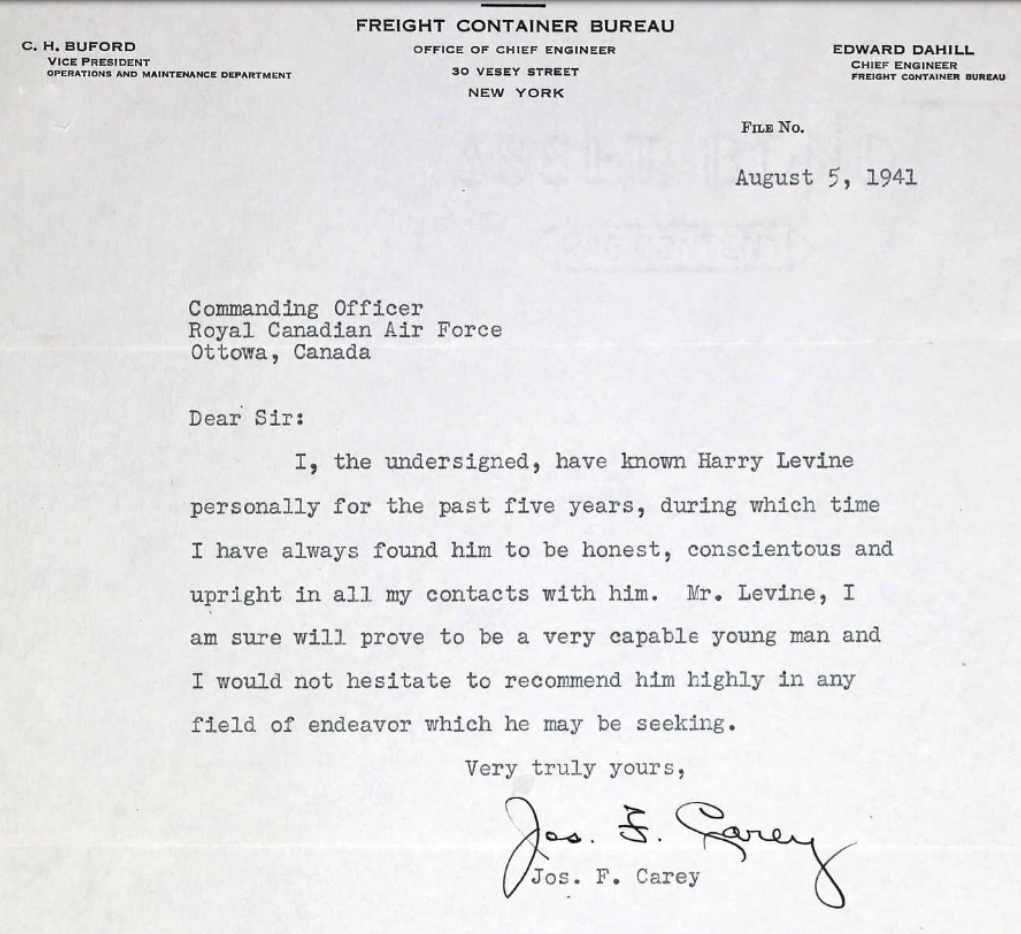 FREIGHT CONTAINER BUREAU
C. H. BUFORD
VICE PRESIDENT
OPERATIONS AND MAINTENANCE DEPARTMENT
OFFICE OF CHIEF ENGINEER
30 VESEY STREET
NEW YORK
EDWARD DAHILL
CHIEF ENGINEER
FREIGHT CONTAINER BUREAU
FILE No.
August 5, 1941
Commanding Officer
Royal Canadian Air Force
Ottowa, Canada
Dear Sir:
I, the undersigned, have known Harry Levine
personally for the past five years, during which time
I have always found him to be honest, conscientous and
upright in all my contacts with him. Mr. Levine, I
am sure will prove to be a very capable young man and
I would not hesitate to recommend him highly in any
field of endeavor which he may be seeking.
Very truly yours,
Jos. F. Carey
Jos. F. Carey